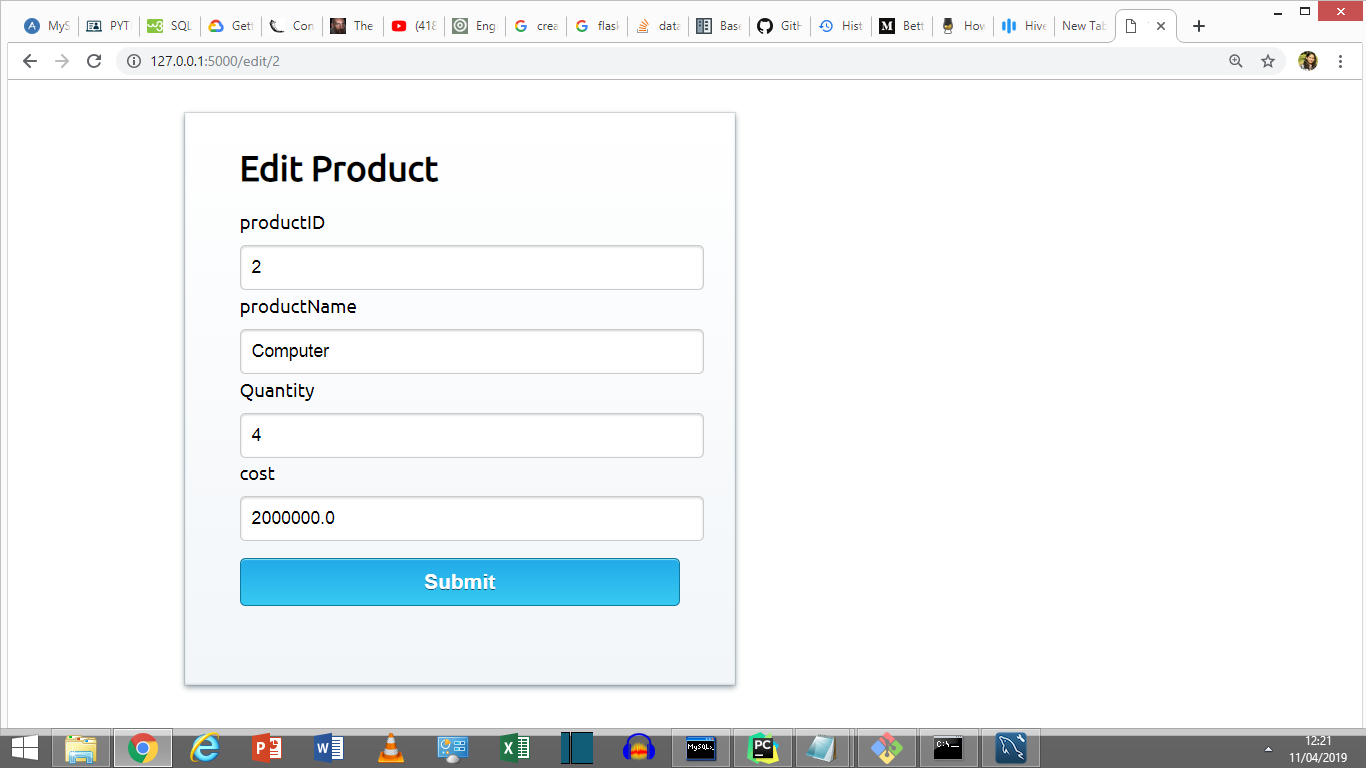 MyS PYT SQL Gett Con The (418 Eng crea flask data Base GitH Hist Bett How Hive New Tab
127.0.0.1:5000/edit/2
Edit Product
productID
2
productName
Computer
Quantity
4
cost
2000000.0
Submit
12:21
11/04/2019